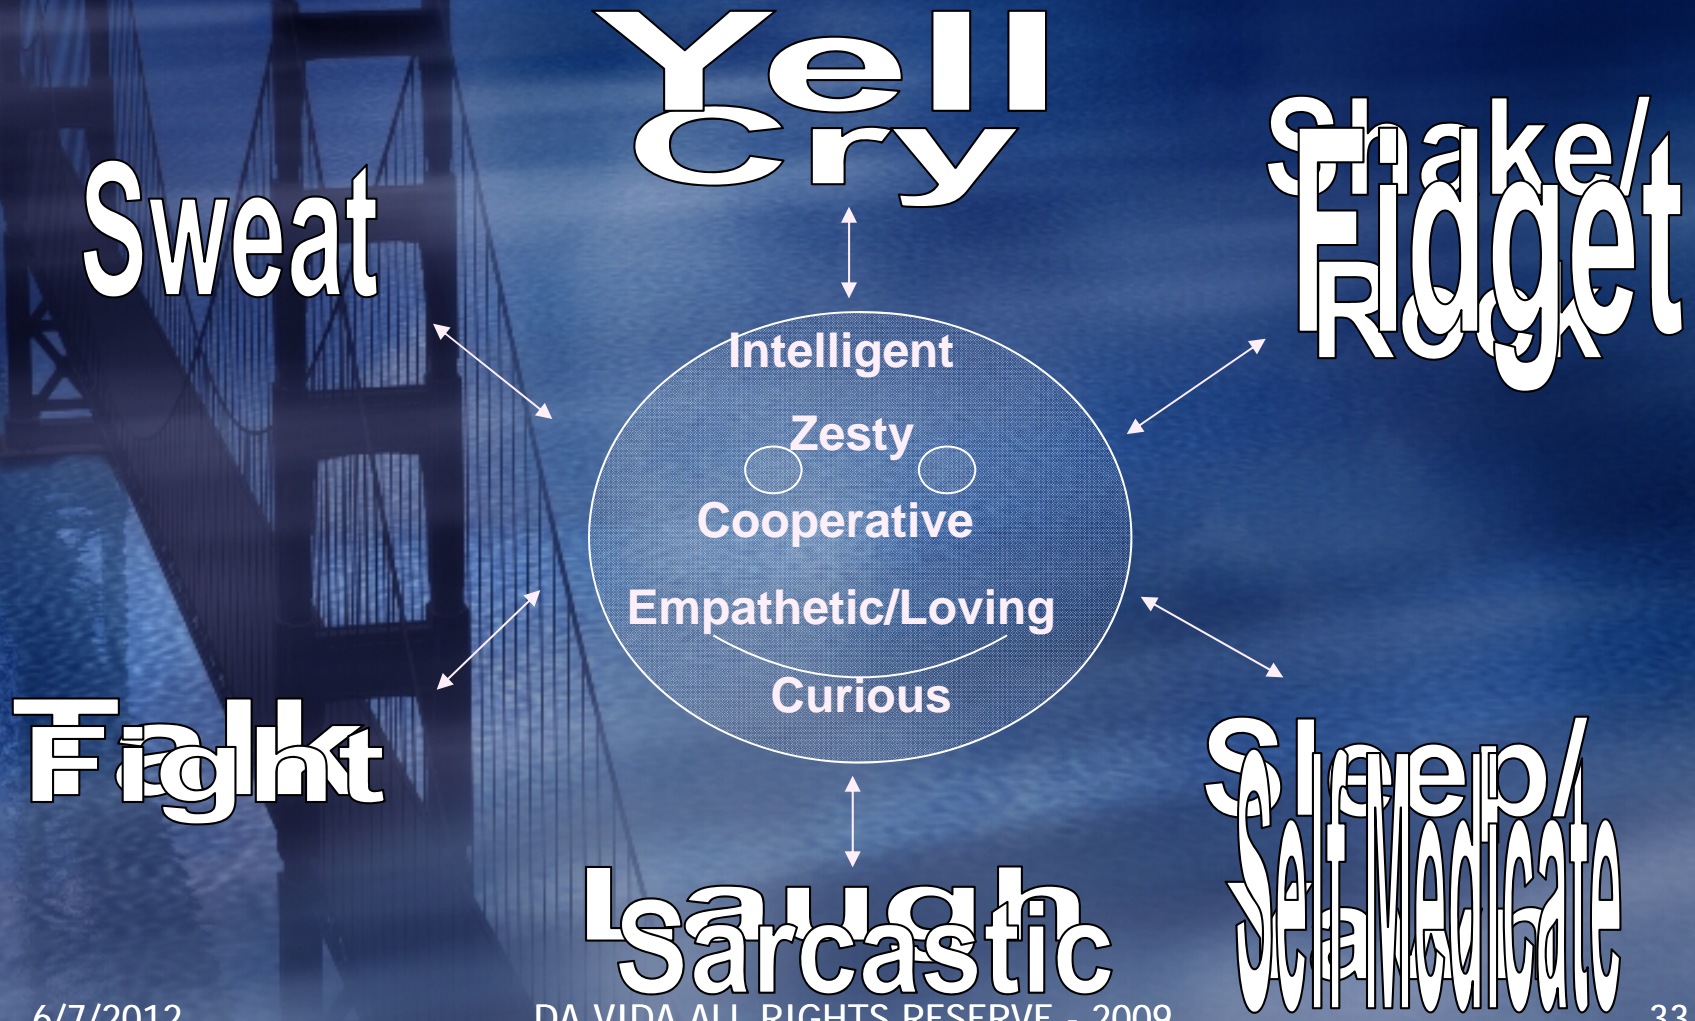 Yell
Cry
Sweat
Shake/
Fidget
Rock
Intelligent
Zesty
Cooperative
Empathetic/Loving
Curious
Talk
Fight
Sleep/
Self Medicate
Laugh
Sarcastic
6/7/2012
DA VIDA ALL RIGHTS RESERVE - 2009
33